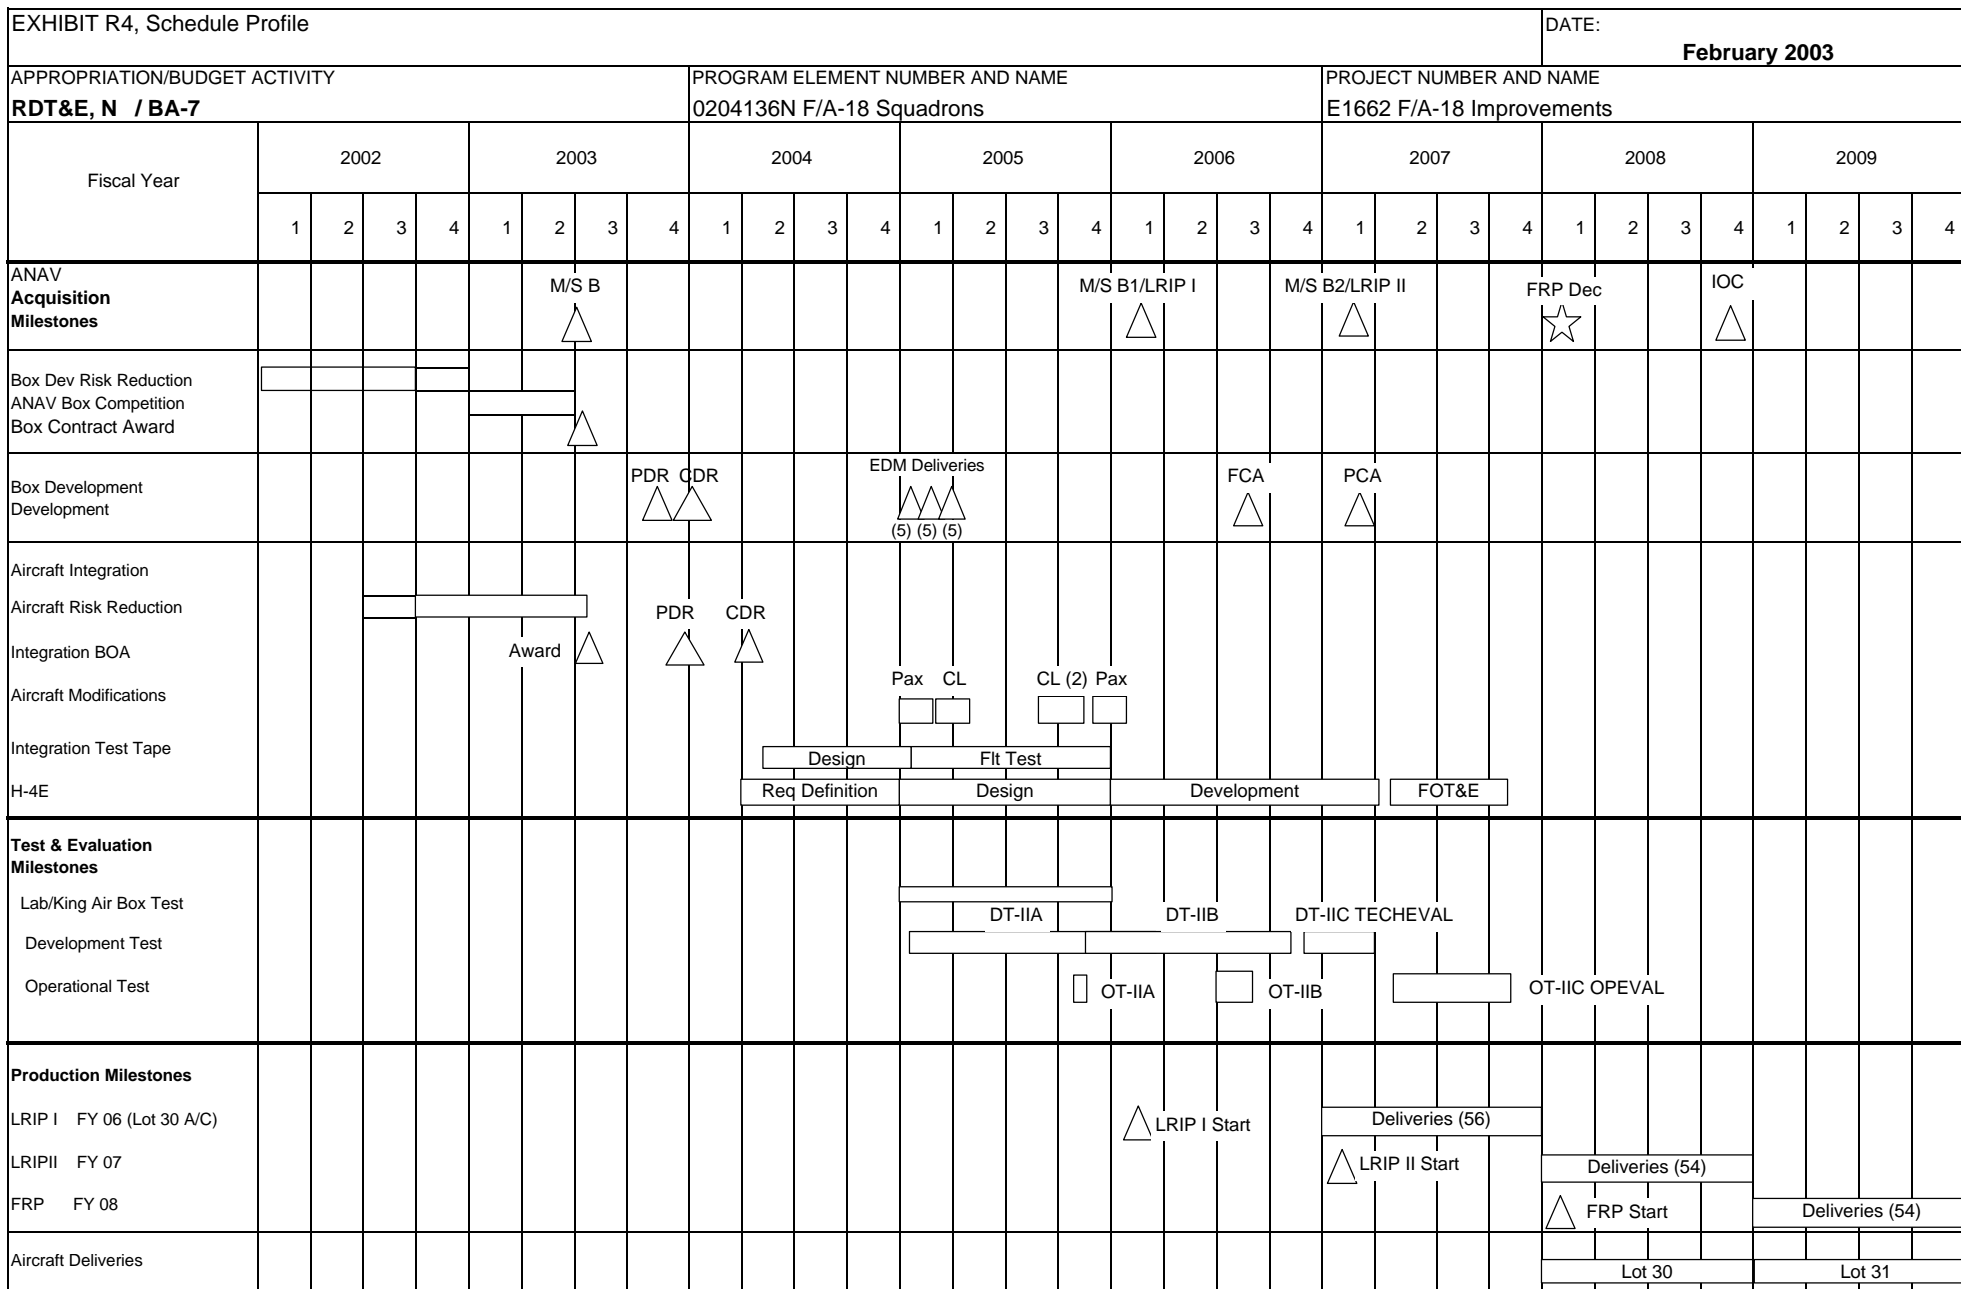 EXHIBIT R4, Schedule Profile
DATE:
February 2003
APPROPRIATION/BUDGET ACTIVITY
PROGRAM ELEMENT NUMBER AND NAME
PROJECT NUMBER AND NAME
RDT&E, N / BA-7
0204136N F/A-18 Squadrons
E1662 F/A-18 Improvements
Fiscal Year
2002 2003 2004 2005 2006 2007 2008 2009
1 2 3 4 1 2 3 4 1 2 3 4 1 2 3 4 1 2 3 4 1 2 3 4 1 2 3 4 1 2 3 4
ANAV
Acquisition
Milestones
M/S B
M/S B1/LRIP I
M/S B2/LRIP II
FRP Dec
IOC
Box Dev Risk Reduction
ANAV Box Competition
Box Contract Award
Box Development
Development
PDR CDR
EDM Deliveries
(5) (5) (5)
FCA
PCA
Aircraft Integration
Aircraft Risk Reduction
PDR CDR
Integration BOA
Award
Aircraft Modifications
Pax CL
CL (2) Pax
Integration Test Tape
Design
Flt Test
H-4E
Req Definition
Design
Development
FOT&E
Test & Evaluation
Milestones
Lab/King Air Box Test
DT-IIA
DT-IIB
DT-IIC TECHEVAL
Development Test
Operational Test
OT-IIA
OT-IIB
OT-IIC OPEVAL
Production Milestones
LRIP I FY 06 (Lot 30 A/C)
LRIP I Start
Deliveries (56)
LRIPII FY 07
LRIP II Start
Deliveries (54)
FRP FY 08
FRP Start
Deliveries (54)
Aircraft Deliveries
Lot 30
Lot 31